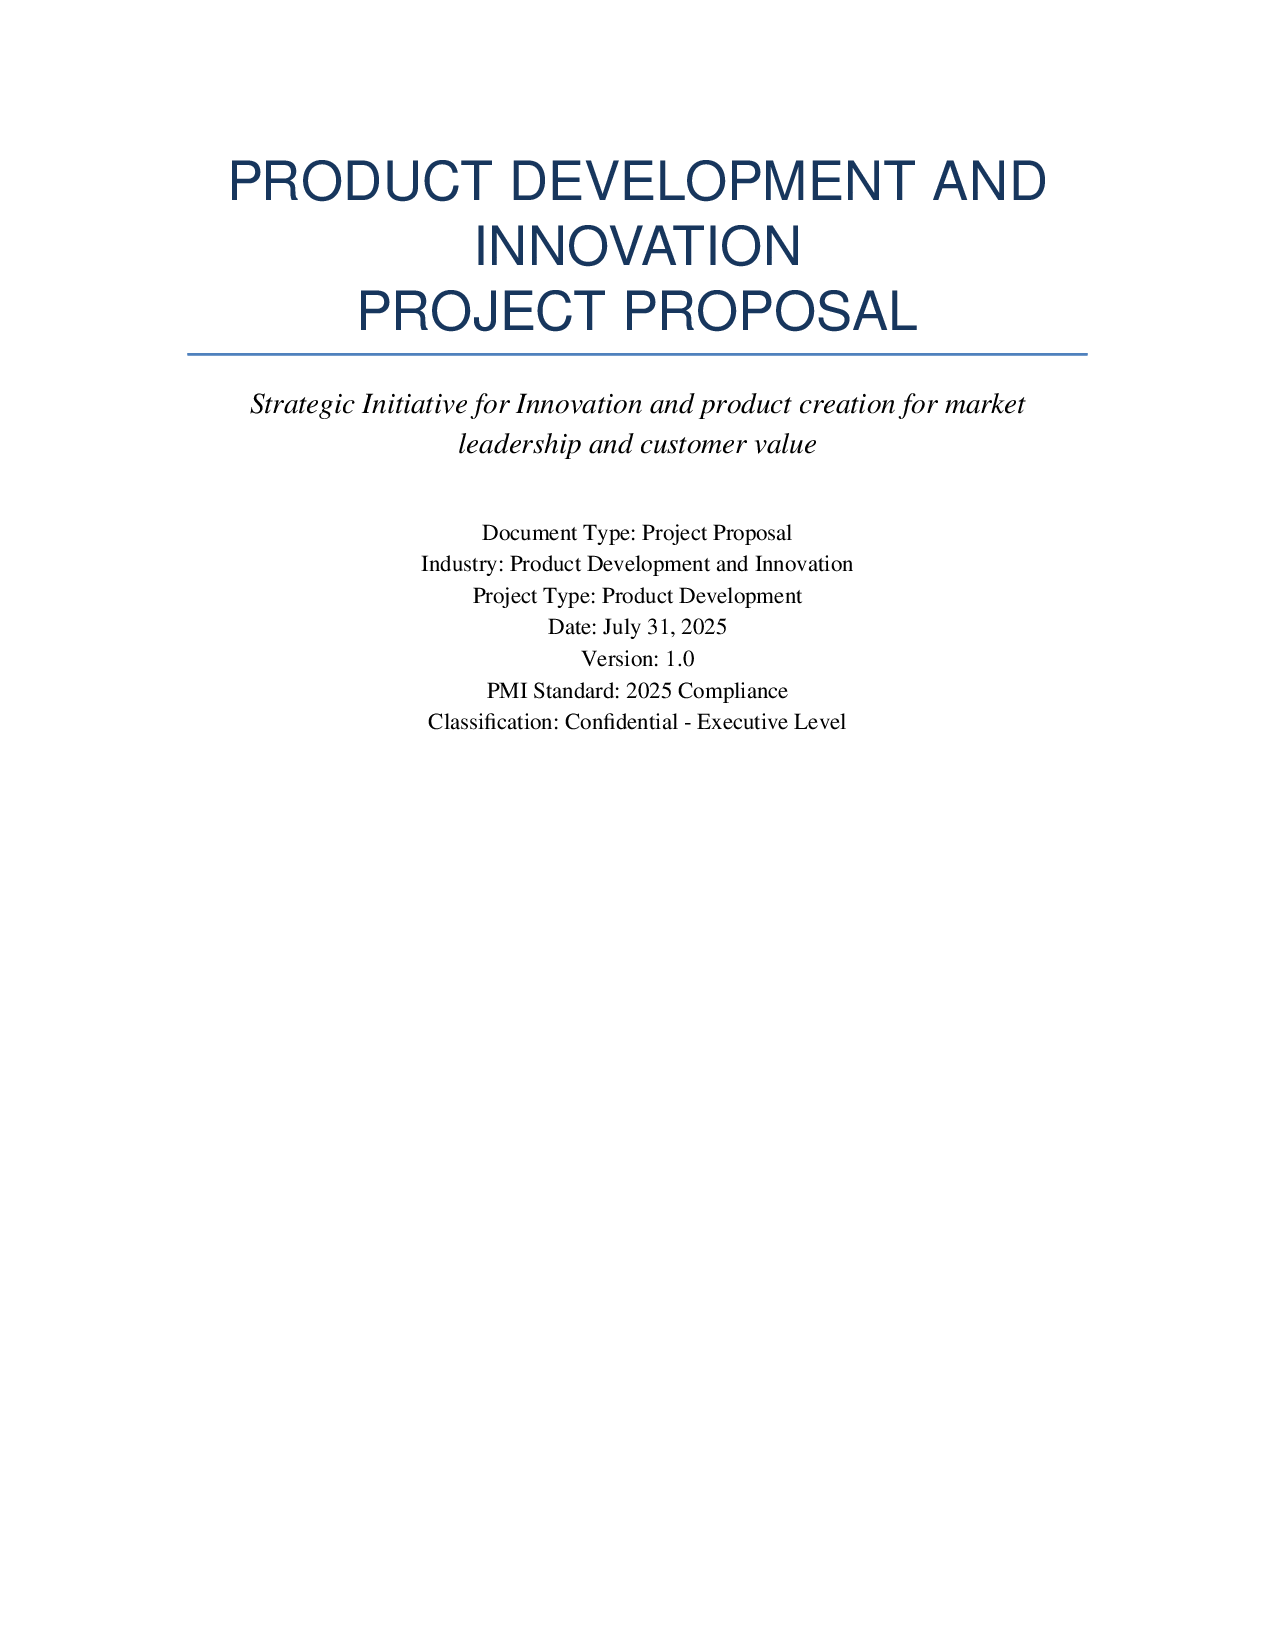 PRODUCT DEVELOPMENT AND
INNOVATION
PROJECT PROPOSAL
Strategic Initiative for Innovation and product creation for market
leadership and customer value
Document Type: Project Proposal
Industry: Product Development and Innovation
Project Type: Product Development
Date: July 31, 2025
Version: 1.0
PMI Standard: 2025 Compliance
Classification: Confidential - Executive Level